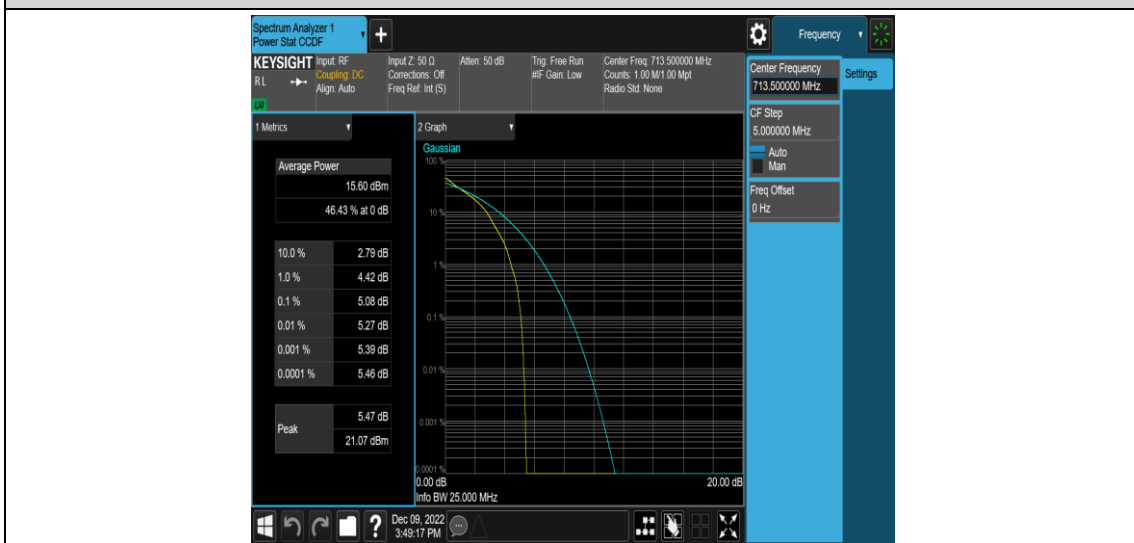 Spectrum Analyzer 1
Power Stat CCDF
+
Frequency
KEYSIGHT
RL
LXI
Input: RF
Coupling: DC
Align: Auto
Input Z: 50 Ω
Corrections: Off
Freq Ref: Int (S)
Atten: 50 dB
Trig: Free Run
#IF Gain: Low
Center Freq: 713.500000 MHz
Counts: 1.00 M/1.00 Mpt
Radio Std: None
Center Frequency
713.500000 MHz
Settings
CF Step
5.000000 MHz
Auto
Man
Freq Offset
0 Hz
1 Metrics
Average Power
15.60 dBm
46.43 % at 0 dB
10.0 % 2.79 dB
1.0 % 4.42 dB
0.1 % 5.08 dB
0.01 % 5.27 dB
0.001 % 5.39 dB
0.0001 % 5.46 dB
Peak
5.47 dB
21.07 dBm
2 Graph
Gaussian
100 %
10 %
1 %
0.1 %
0.01 %
0.001 %
0.0001 %
0.00 dB 20.00 dB
Info BW 25.000 MHz
?
Dec 09, 2022
3:49:17 PM